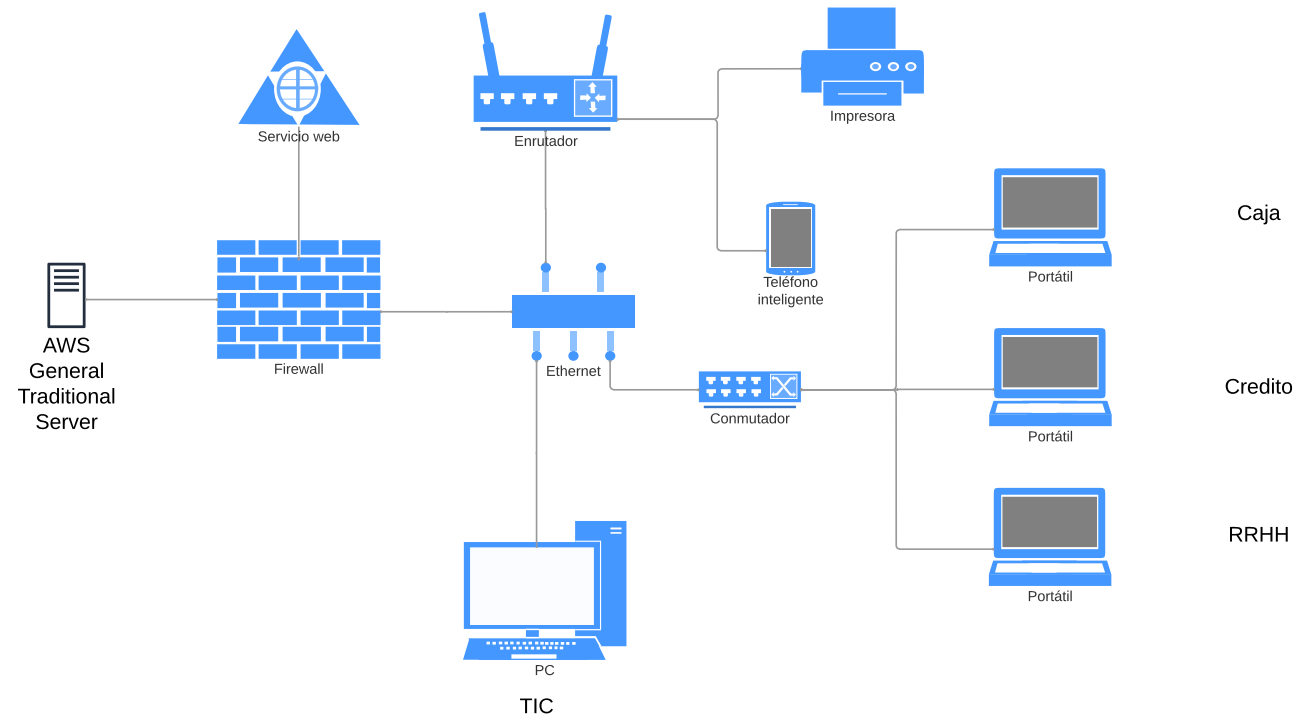 Servicio web
Enrutador
Impresora
Teléfono
inteligente
Portátil
Caja
AWS
General
Traditional
Server
Firewall
Ethernet
Conmutador
Portátil
Credito
Portátil
RRHH
PC
TIC